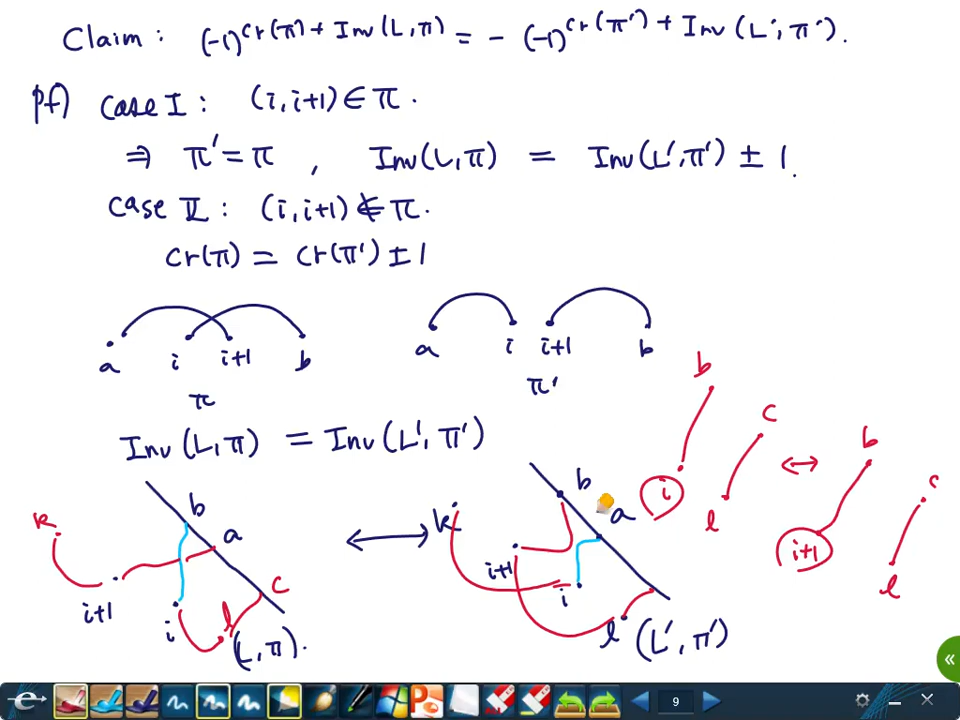 Claim : (-1)^{cr(π) + Inv(L,π)} = - (-1)^{cr(π') + Inv(L',π')}.
pf) case I : (i, i+1) ∈ π.
⇒ π' = π , Inv(L,π) = Inv(L',π') ± 1.
case II : (i, i+1) ∉ π.
cr(π) = cr(π') ± 1
a i i+1 b
π
a i i+1 b
π'
Inv(L,π) = Inv(L',π')
b c
i l
↔
b c
i+1 l
k b a c
i+1 i l
(L,π).
↔
k b a
i+1 i l
(L',π')
9